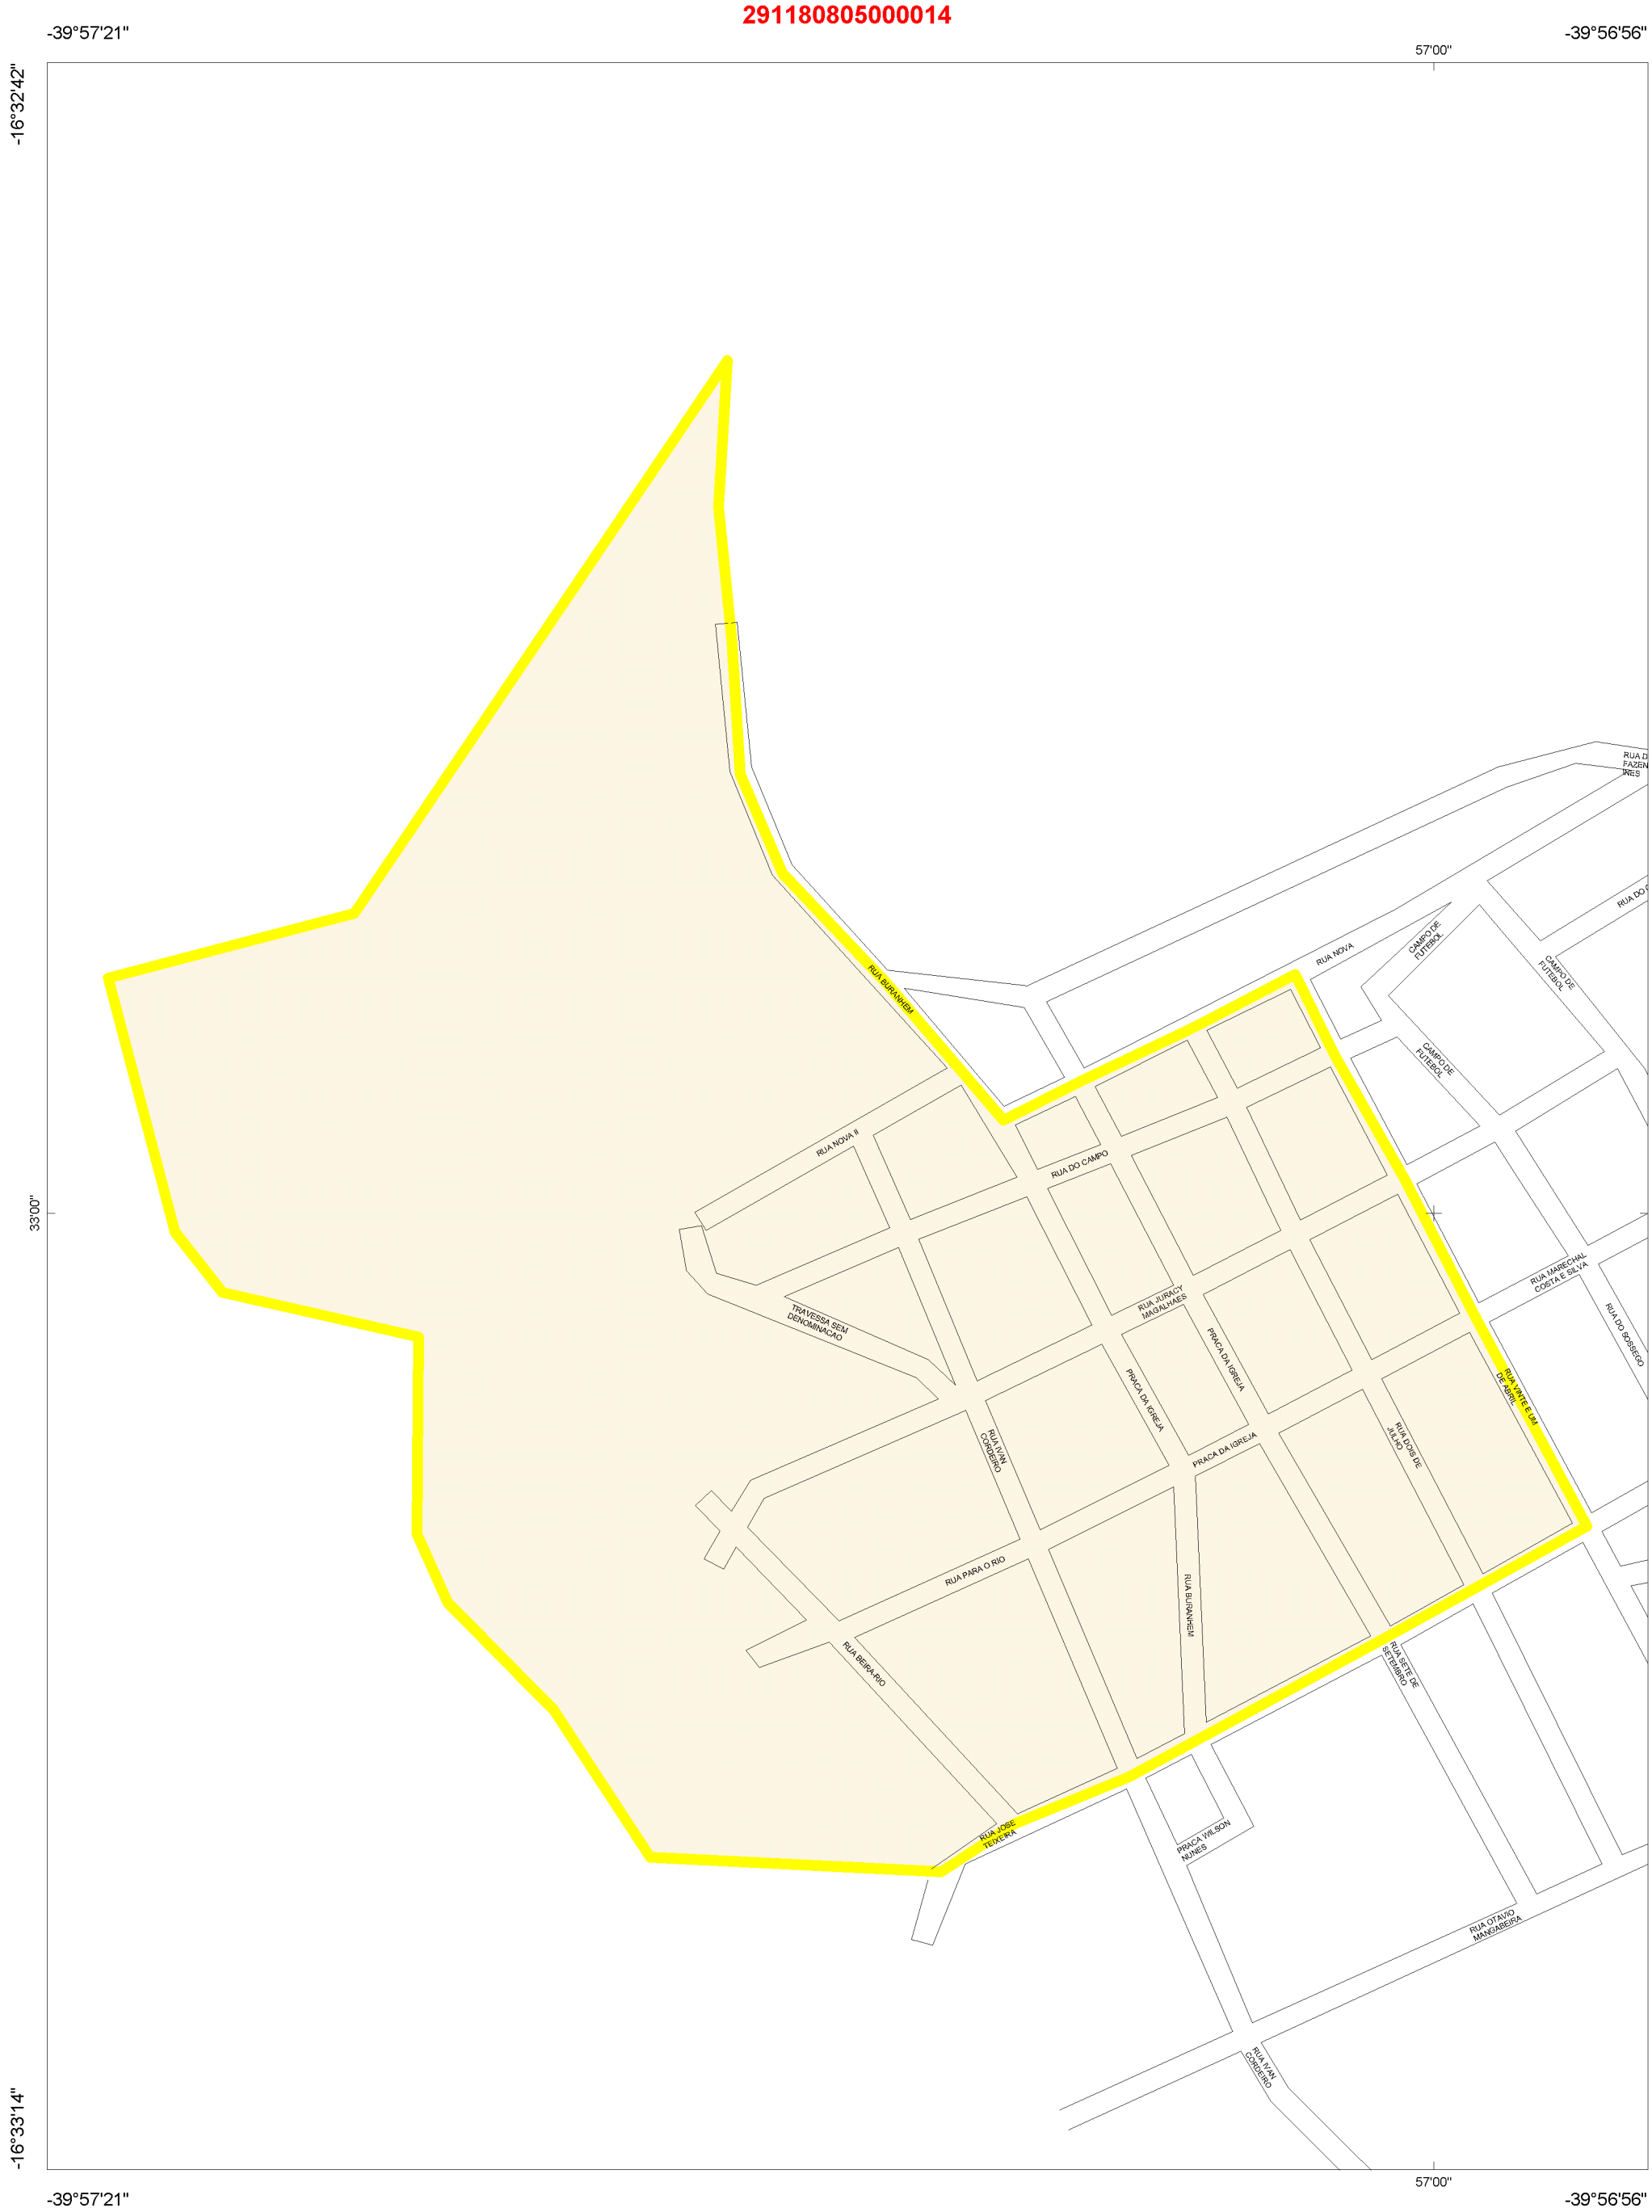 291180805000014
-39°57'21"
-39°56'56"
57'00"
-16°32'42"
RUA D
FAZEN
INES
RUA DO
RUA NOVA
CAMPO DE
FUTEBOL
CAMPO DE
FUTEBOL
RUA BURANHEM
CAMPO DE
FUTEBOL
RUA NOVA II
RUA DO CAMPO
33'00"
RUA MARECHAL
COSTA E SILVA
RUA JURACY
MAGALHAES
TRAVESSA SEM
DENOMINACAO
RUA DO SOSSEGO
PRACA DA IGREJA
PRACA DA IGREJA
RUA VINTE E UM
DE ABRIL
RUA IVAN
CORDEIRO
PRACA DA IGREJA
RUA DOIS DE
JULHO
RUA PARA O RIO
RUA BURANHEM
RUA BEIRA-RIO
RUA SETE DE
SETEMBRO
RUA JOSE
TEIXEIRA
PRACA WILSON
NUNES
RUA OTAVIO
MANGABEIRA
RUA IVAN
CORDEIRO
-16°33'14"
57'00"
-39°57'21"
-39°56'56"